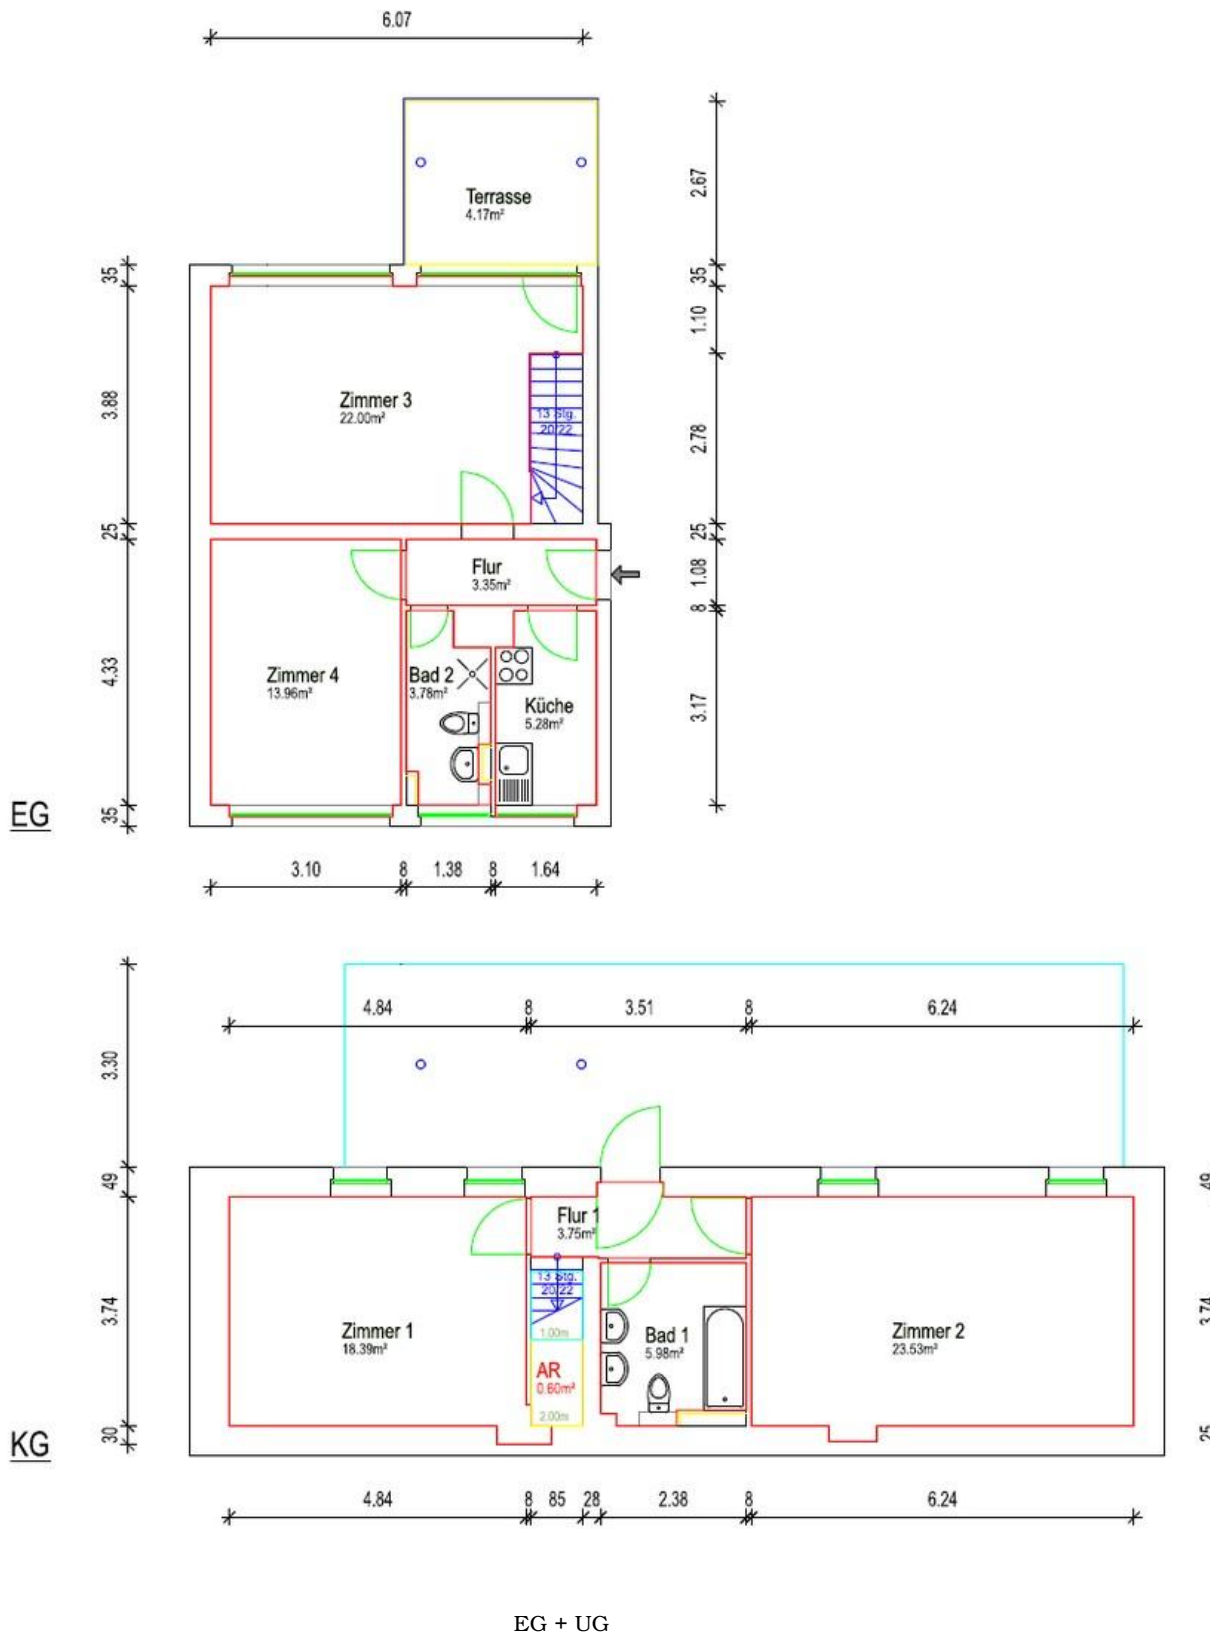 6.07
Terrasse
4.17m²
2.67
35
35
1.10
Zimmer 3
22.00m²
3.88
13 Stg.
20/22
2.78
25
25
Flur
3.35m²
1.08
8
Zimmer 4
13.96m²
4.33
Bad 2
3.78m²
Küche
5.28m²
3.17
35
EG
3.10 8 1.38 8 1.64
4.84 8 3.51 8 6.24
3.30
49
49
Flur 1
3.75m²
13 Stg.
20/22
3.74
3.74
Zimmer 1
18.39m²
1.00m
Bad 1
5.98m²
Zimmer 2
23.53m²
AR
0.60m²
2.00m
30
25
KG
4.84 8 85 28 2.38 8 6.24
EG + UG